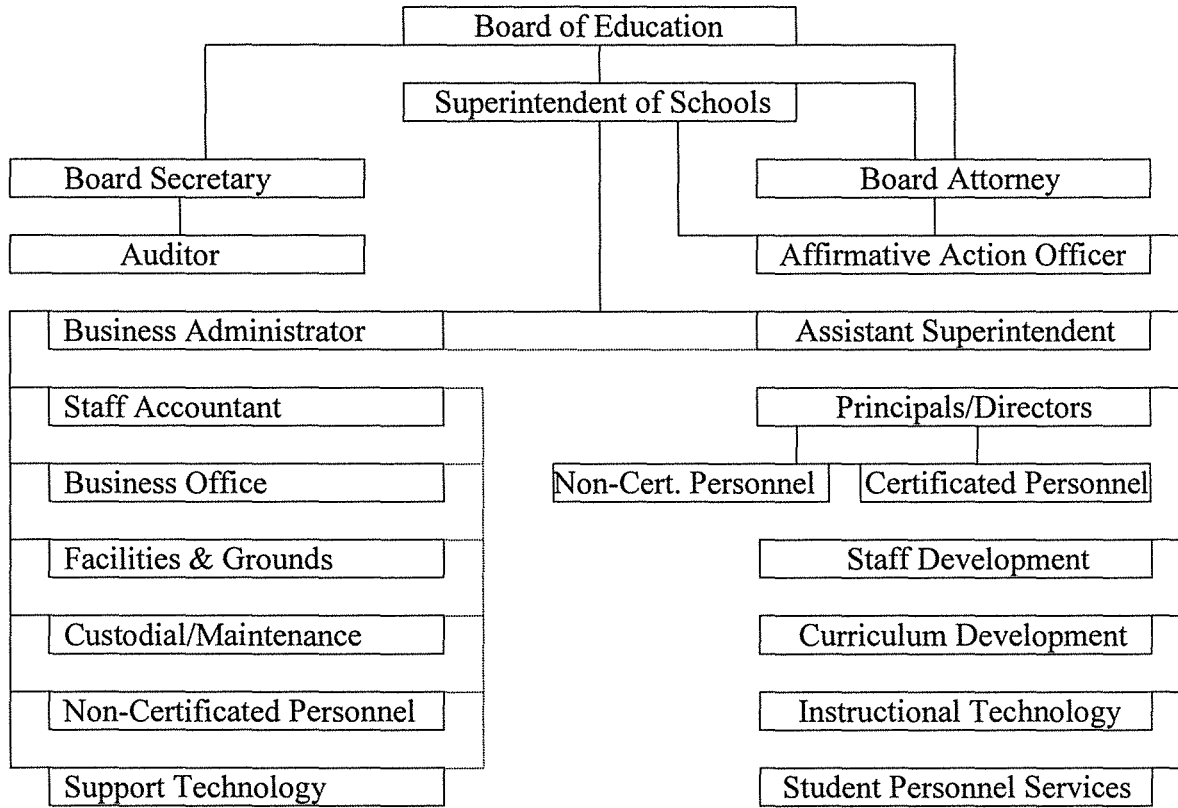 Board of Education
Superintendent of Schools
Board Secretary
Board Attorney
Auditor
Affirmative Action Officer
Business Administrator
Assistant Superintendent
Staff Accountant
Principals/Directors
Business Office
Non-Cert. Personnel
Certificated Personnel
Facilities & Grounds
Staff Development
Custodial/Maintenance
Curriculum Development
Non-Certificated Personnel
Instructional Technology
Support Technology
Student Personnel Services